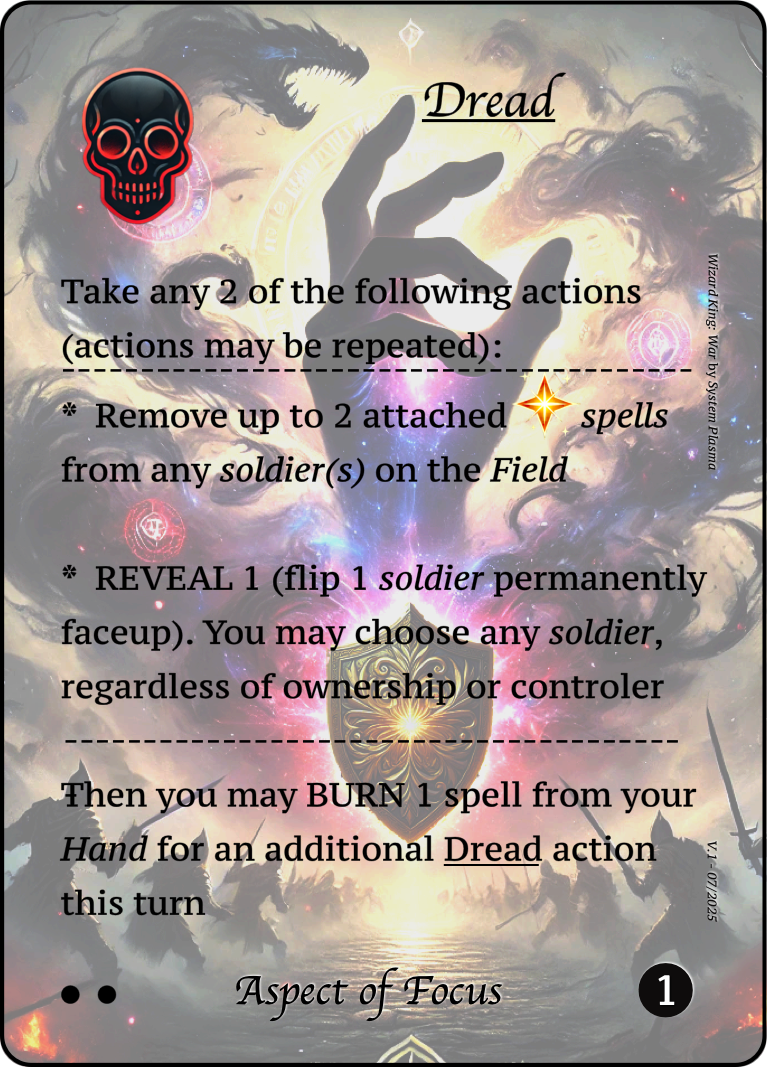 Dread
Take any 2 of the following actions
(actions may be repeated):
* Remove up to 2 attached spells
from any soldier(s) on the Field
* REVEAL 1 (flip 1 soldier permanently
faceup). You may choose any soldier,
regardless of ownership or controler
Then you may BURN 1 spell from your
Hand for an additional Dread action
this turn
Aspect of Focus
1
Wizard King: War by System Plasma
V.1 - 07/2025